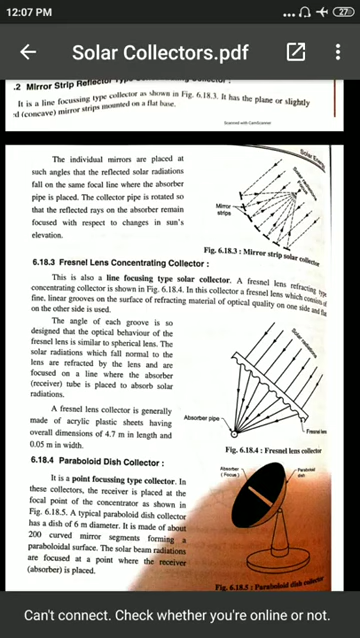 12:07 PM
27
Solar Collectors.pdf
.2 Mirror Strip Reflector Type
It is a line focussing type collector as shown in Fig. 6.18.3. It has the plane or slightly
d (concave) mirror strips mounted on a flat base.
Scanned with CamScanner
Solar Energy
The individual mirrors are placed at
such angles that the reflected solar radiations
fall on the same focal line where the absorber
pipe is placed. The collector pipe is rotated so
that the reflected rays on the absorber remain
focused with respect to changes in sun's
elevation.
Mirror
strips
Fig. 6.18.3 : Mirror strip solar collector
6.18.3 Fresnel Lens Concentrating Collector :
This is also a line focusing type solar collector. A fresnel lens refracting type
concentrating collector is shown in Fig. 6.18.4. In this collector a fresnel lens which consists of
fine, linear grooves on the surface of refracting material of optical quality on one side and flat
on the other side is used.
The angle of each groove is so
designed that the optical behaviour of the
fresnel lens is similar to spherical lens. The
solar radiations which fall normal to the
lens are refracted by the lens and are
focused on a line where the absorber
(receiver) tube is placed to absorb solar
radiations.
A fresnel lens collector is generally
made of acrylic plastic sheets having
overall dimensions of 4.7 m in length and
0.05 m in width.
Solar radiations
Absorber pipe
Fresnel lens
Fig. 6.18.4 : Fresnel lens collector
6.18.4 Paraboloid Dish Collector :
It is a point focussing type collector. In
these collectors, the receiver is placed at the
focal point of the concentrator as shown in
Fig. 6.18.5. A typical paraboloid dish collector
has a dish of 6 m diameter. It is made of about
200 curved mirror segments forming a
paraboloidal surface. The solar beam radiations
are focused at a point where the receiver
(absorber) is placed.
Absorber
(Focus)
Paraboloid
dish
Fig. 6.18.5 : Paraboloid dish collector
Can't connect. Check whether you're online or not.